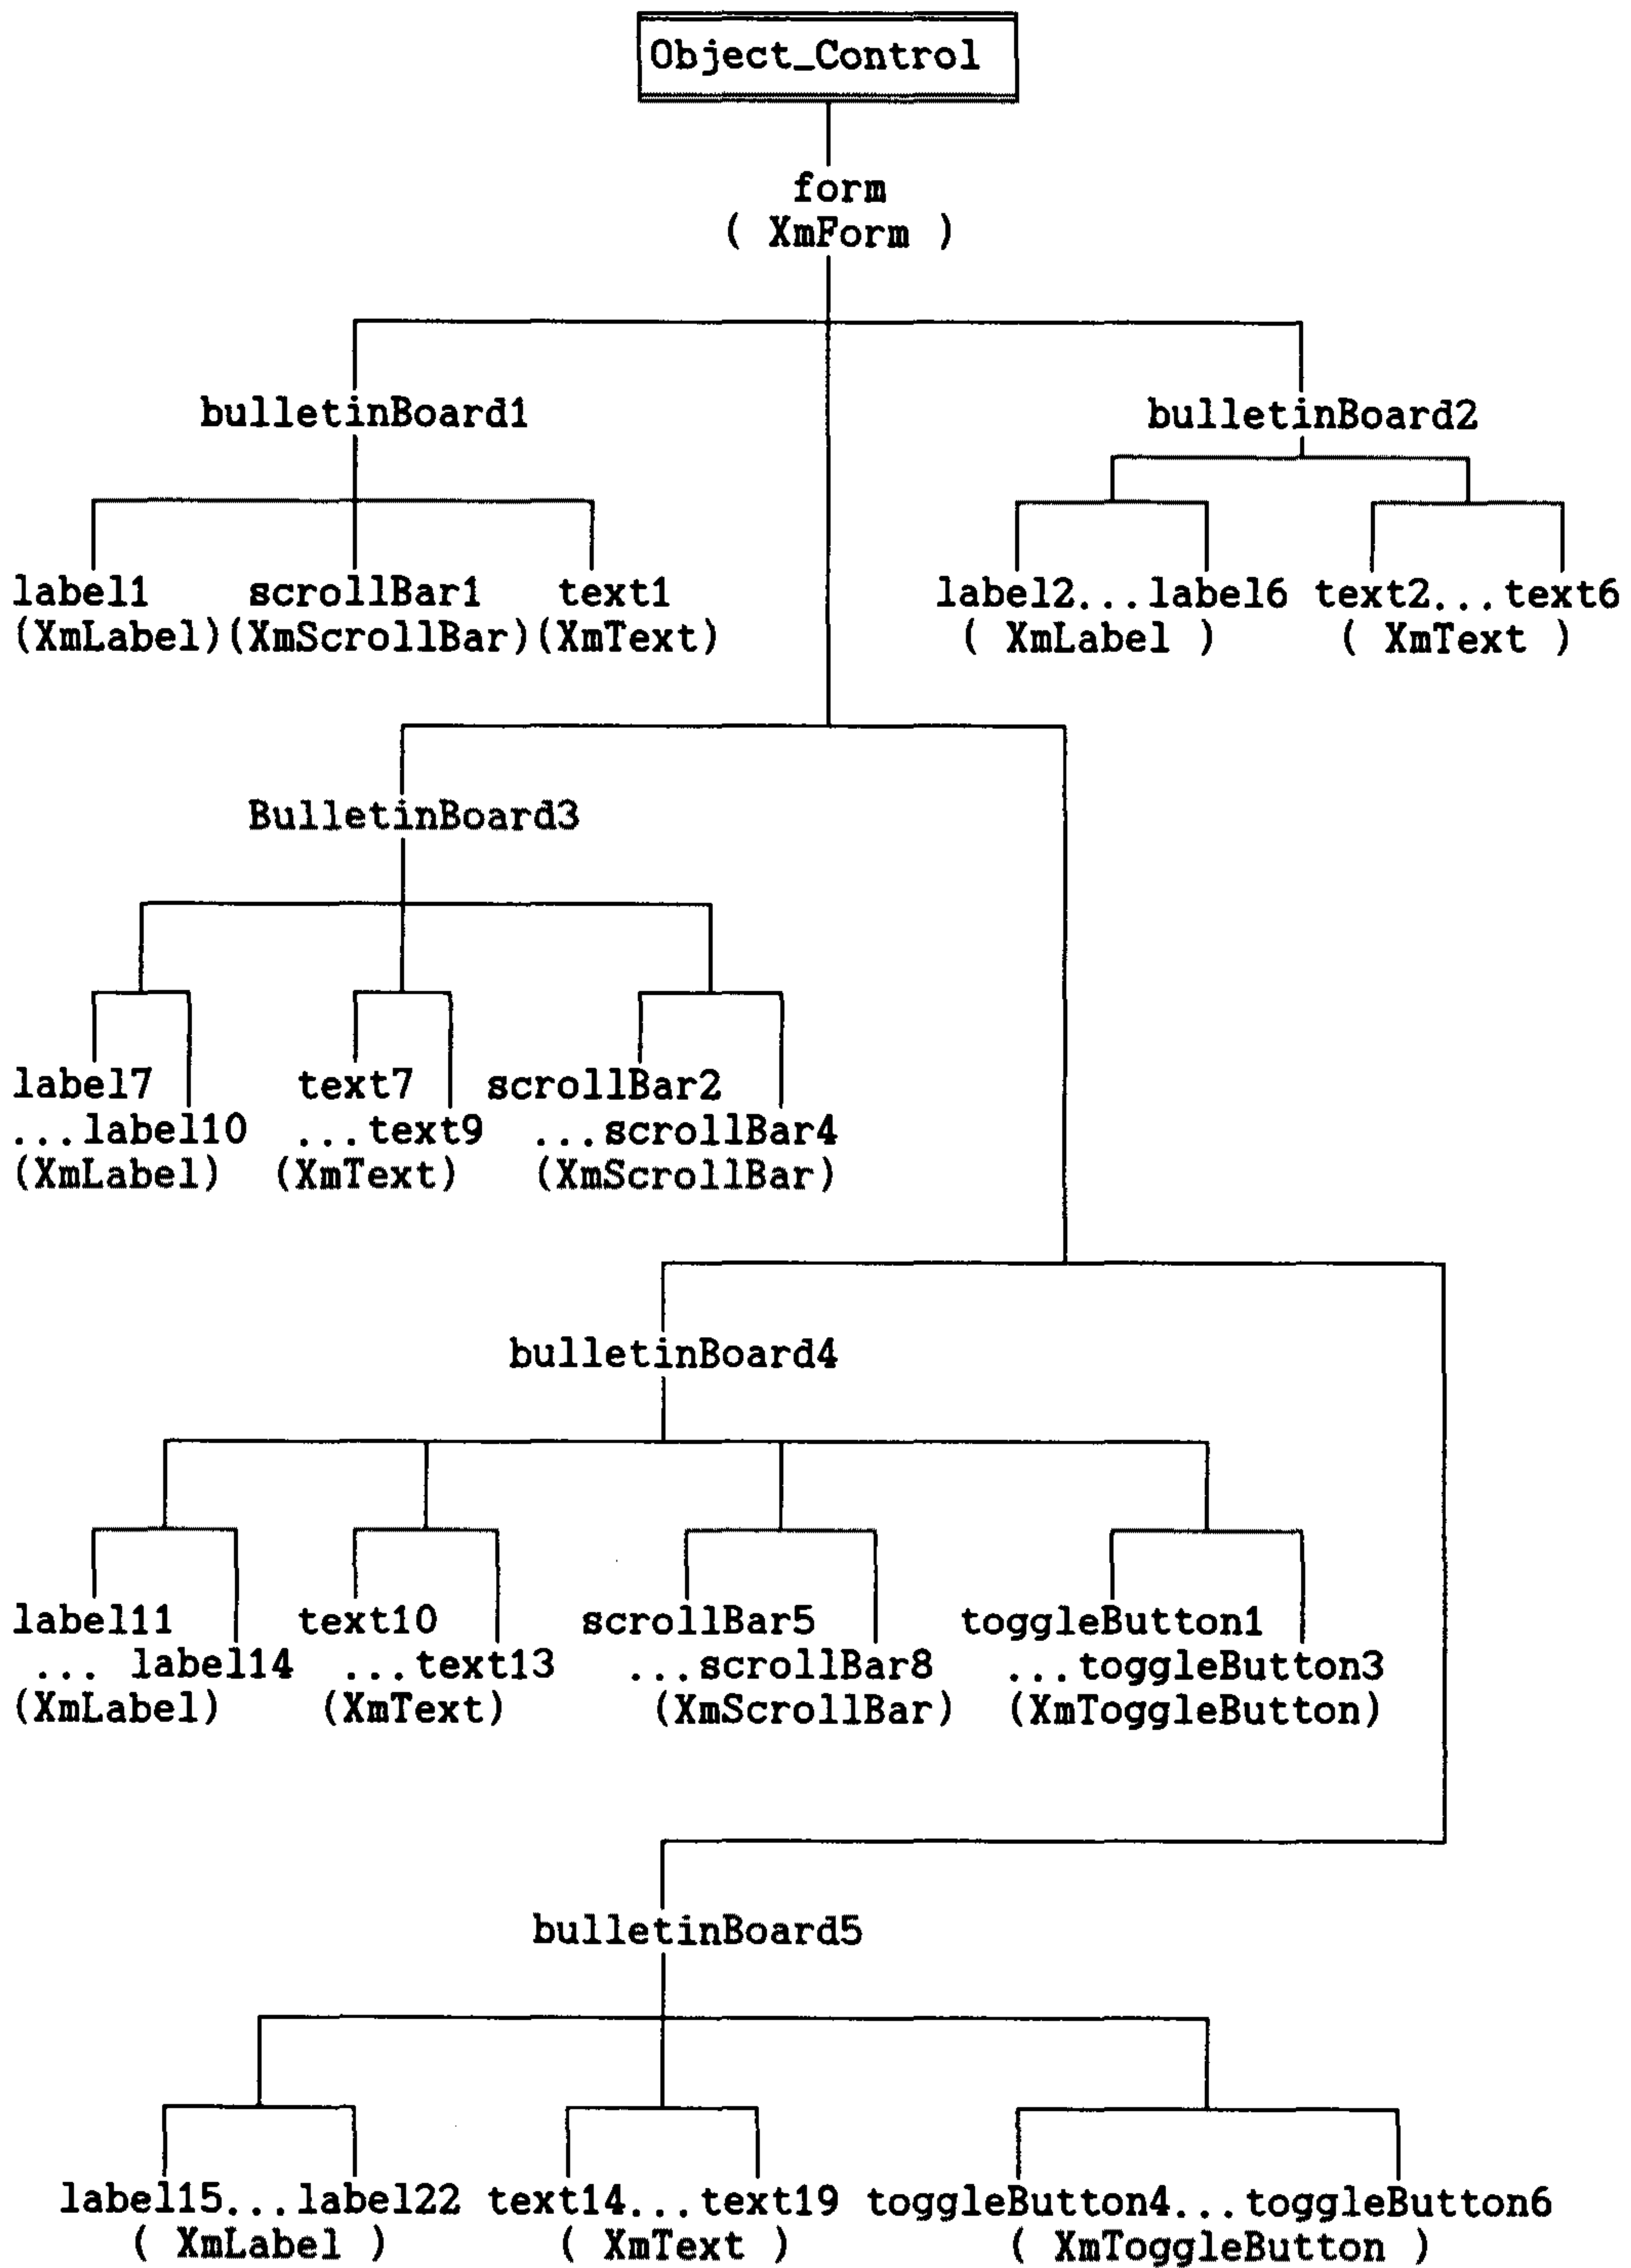 Object_Control
form
( XmForm )
bulletinBoard1 bulletinBoard2
label1 scrollBar1 text1 label2...label6 text2...text6
(XmLabel)(XmScrollBar)(XmText) ( XmLabel ) ( XmText )
BulletinBoard3
label7 text7 scrollBar2
...label10 ...text9 ...scrollBar4
(XmLabel) (XmText) (XmScrollBar)
bulletinBoard4
label11 text10 scrollBar5 toggleButton1
... label14 ...text13 ...scrollBar8 ...toggleButton3
(XmLabel) (XmText) (XmScrollBar) (XmToggleButton)
bulletinBoard5
label15...label22 text14...text19 toggleButton4...toggleButton6
( XmLabel ) ( XmText ) ( XmToggleButton )